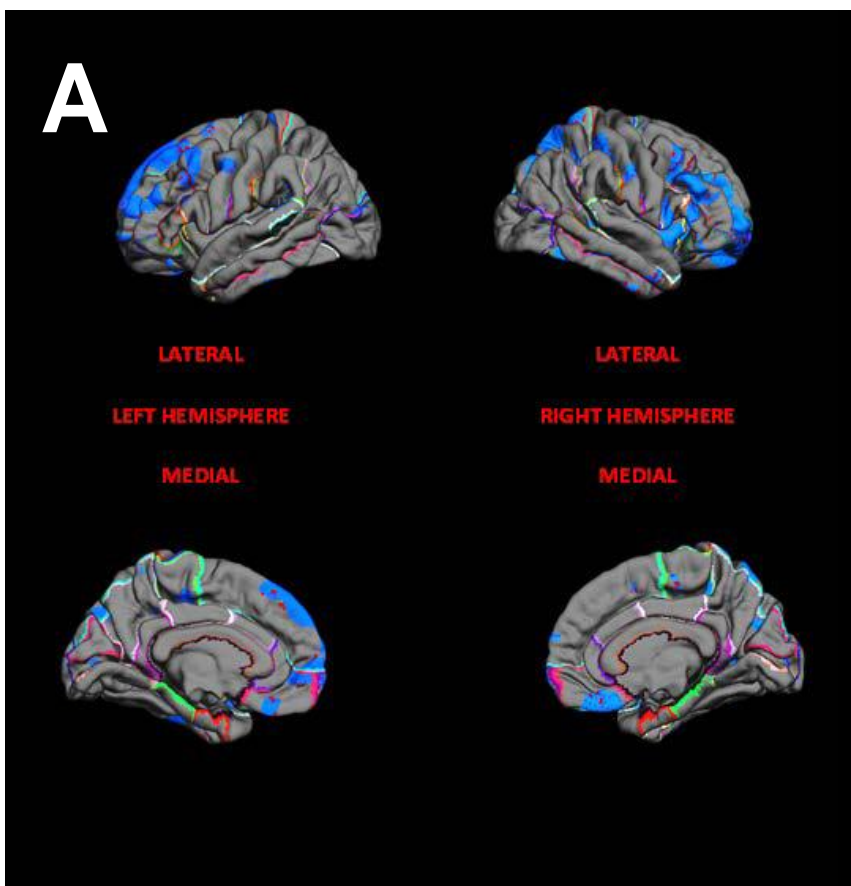 A
LATERAL
LATERAL
LEFT HEMISPHERE
RIGHT HEMISPHERE
MEDIAL
MEDIAL